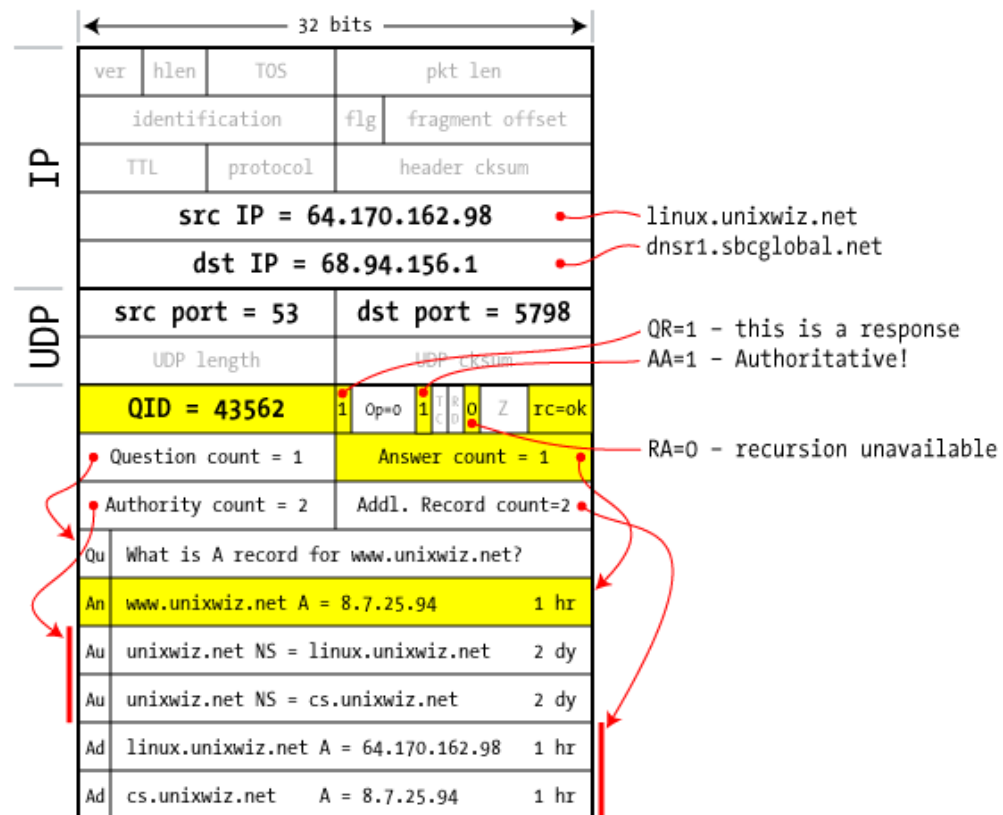 32 bits
IP
ver hlen TOS pkt len
identification flg fragment offset
TTL protocol header cksum
src IP = 64.170.162.98
linux.unixwiz.net
dst IP = 68.94.156.1
dnsr1.sbcglobal.net
UDP
src port = 53 dst port = 5798
QR=1 - this is a response
UDP length UDP cksum
AA=1 - Authoritative!
QID = 43562 1 Op=0 1 TC RD 0 Z rc=ok
RA=0 - recursion unavailable
Question count = 1 Answer count = 1
Authority count = 2 Addl. Record count=2
Qu What is A record for www.unixwiz.net?
An www.unixwiz.net A = 8.7.25.94 1 hr
Au unixwiz.net NS = linux.unixwiz.net 2 dy
Au unixwiz.net NS = cs.unixwiz.net 2 dy
Ad linux.unixwiz.net A = 64.170.162.98 1 hr
Ad cs.unixwiz.net A = 8.7.25.94 1 hr